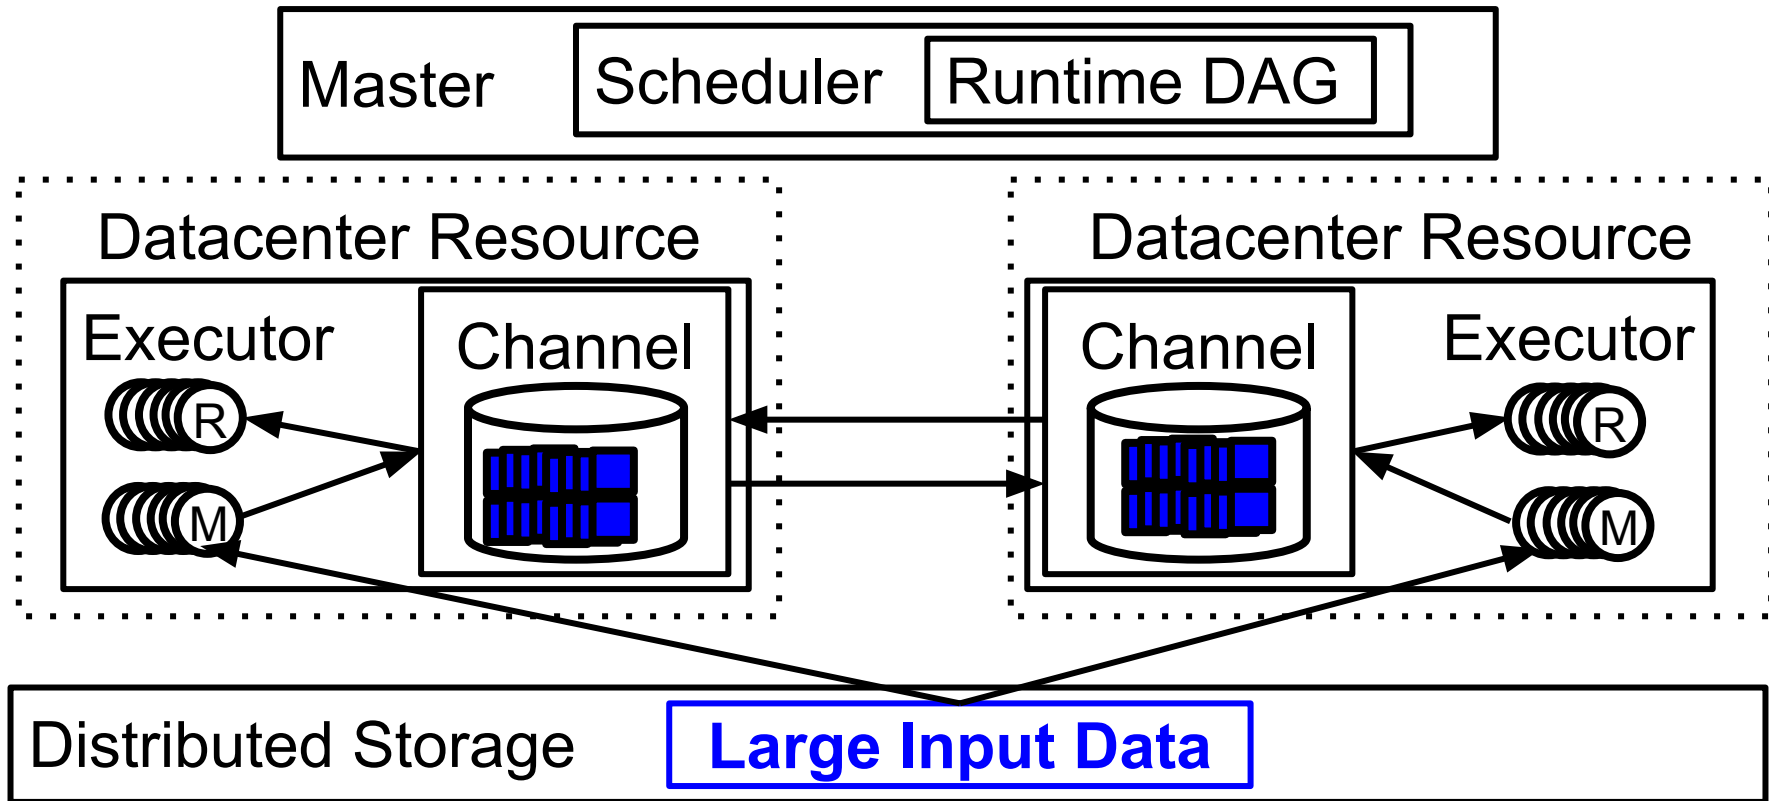 Master
Scheduler
Runtime DAG
Datacenter Resource
Executor
Channel
R
M
Datacenter Resource
Channel
Executor
R
M
Distributed Storage
Large Input Data